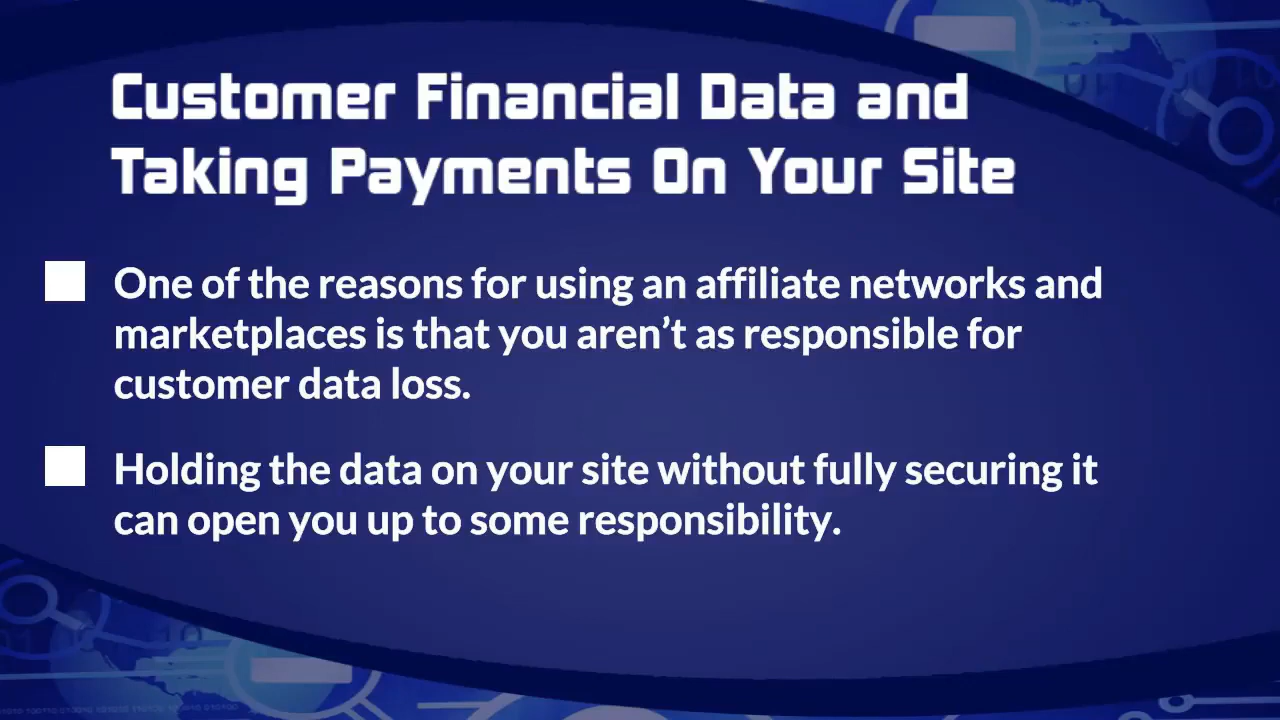 Customer Financial Data and
Taking Payments On Your Site
One of the reasons for using an affiliate networks and
marketplaces is that you aren’t as responsible for
customer data loss.
Holding the data on your site without fully securing it
can open you up to some responsibility.